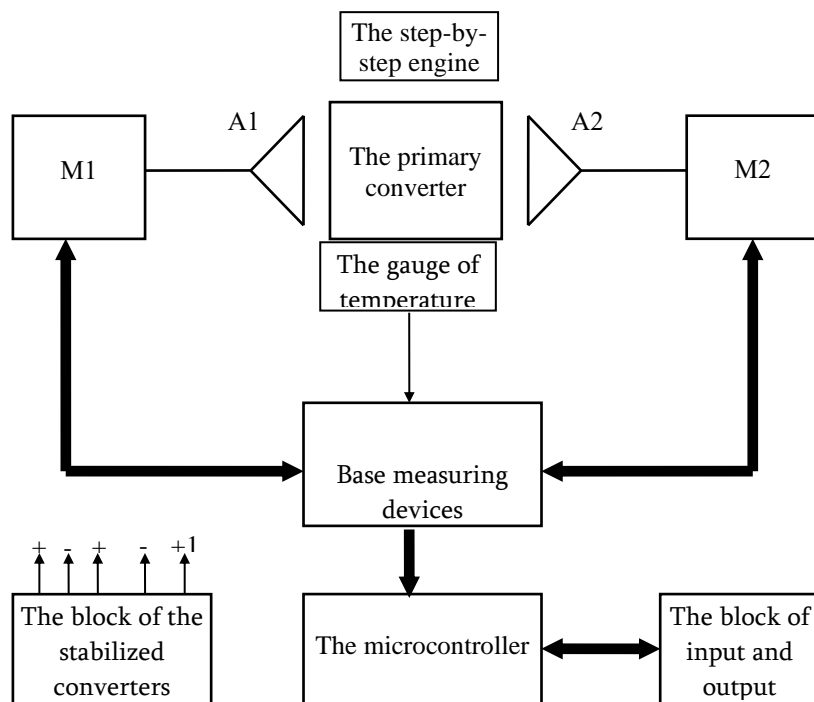 The step-by-
step engine
A1
A2
M1
The primary
converter
M2
The gauge of
temperature
Base measuring
devices
+ - + - +1
The block of the
stabilized
converters
The microcontroller
The block of
input and
output